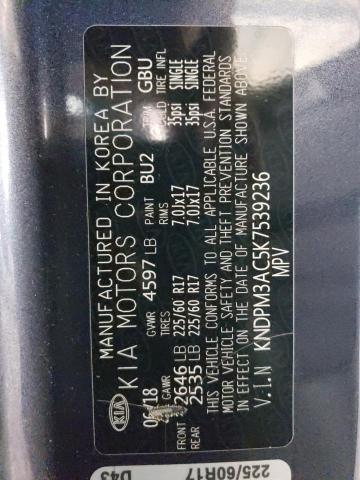 MANUFACTURED IN KOREA BY
KIA MOTORS CORPORATION
KIA
06/18 GVWR 4597 LB PAINT BU2 TRIM GBU
GAWR TIRES RIMS COLD TIRE INFL
FRONT 2646 LB 225/60 R17 7.0JX17 35psi SINGLE
REAR 2535 LB 225/60 R17 7.0JX17 35psi SINGLE
THIS VEHICLE CONFORMS TO ALL APPLICABLE U.S.A. FEDERAL
MOTOR VEHICLE SAFETY AND THEFT PREVENTION STANDARDS
IN EFFECT ON THE DATE OF MANUFACTURE SHOWN ABOVE.
V.I.N KNDPM3AC5K7539236
MPV
D43 225/60R17